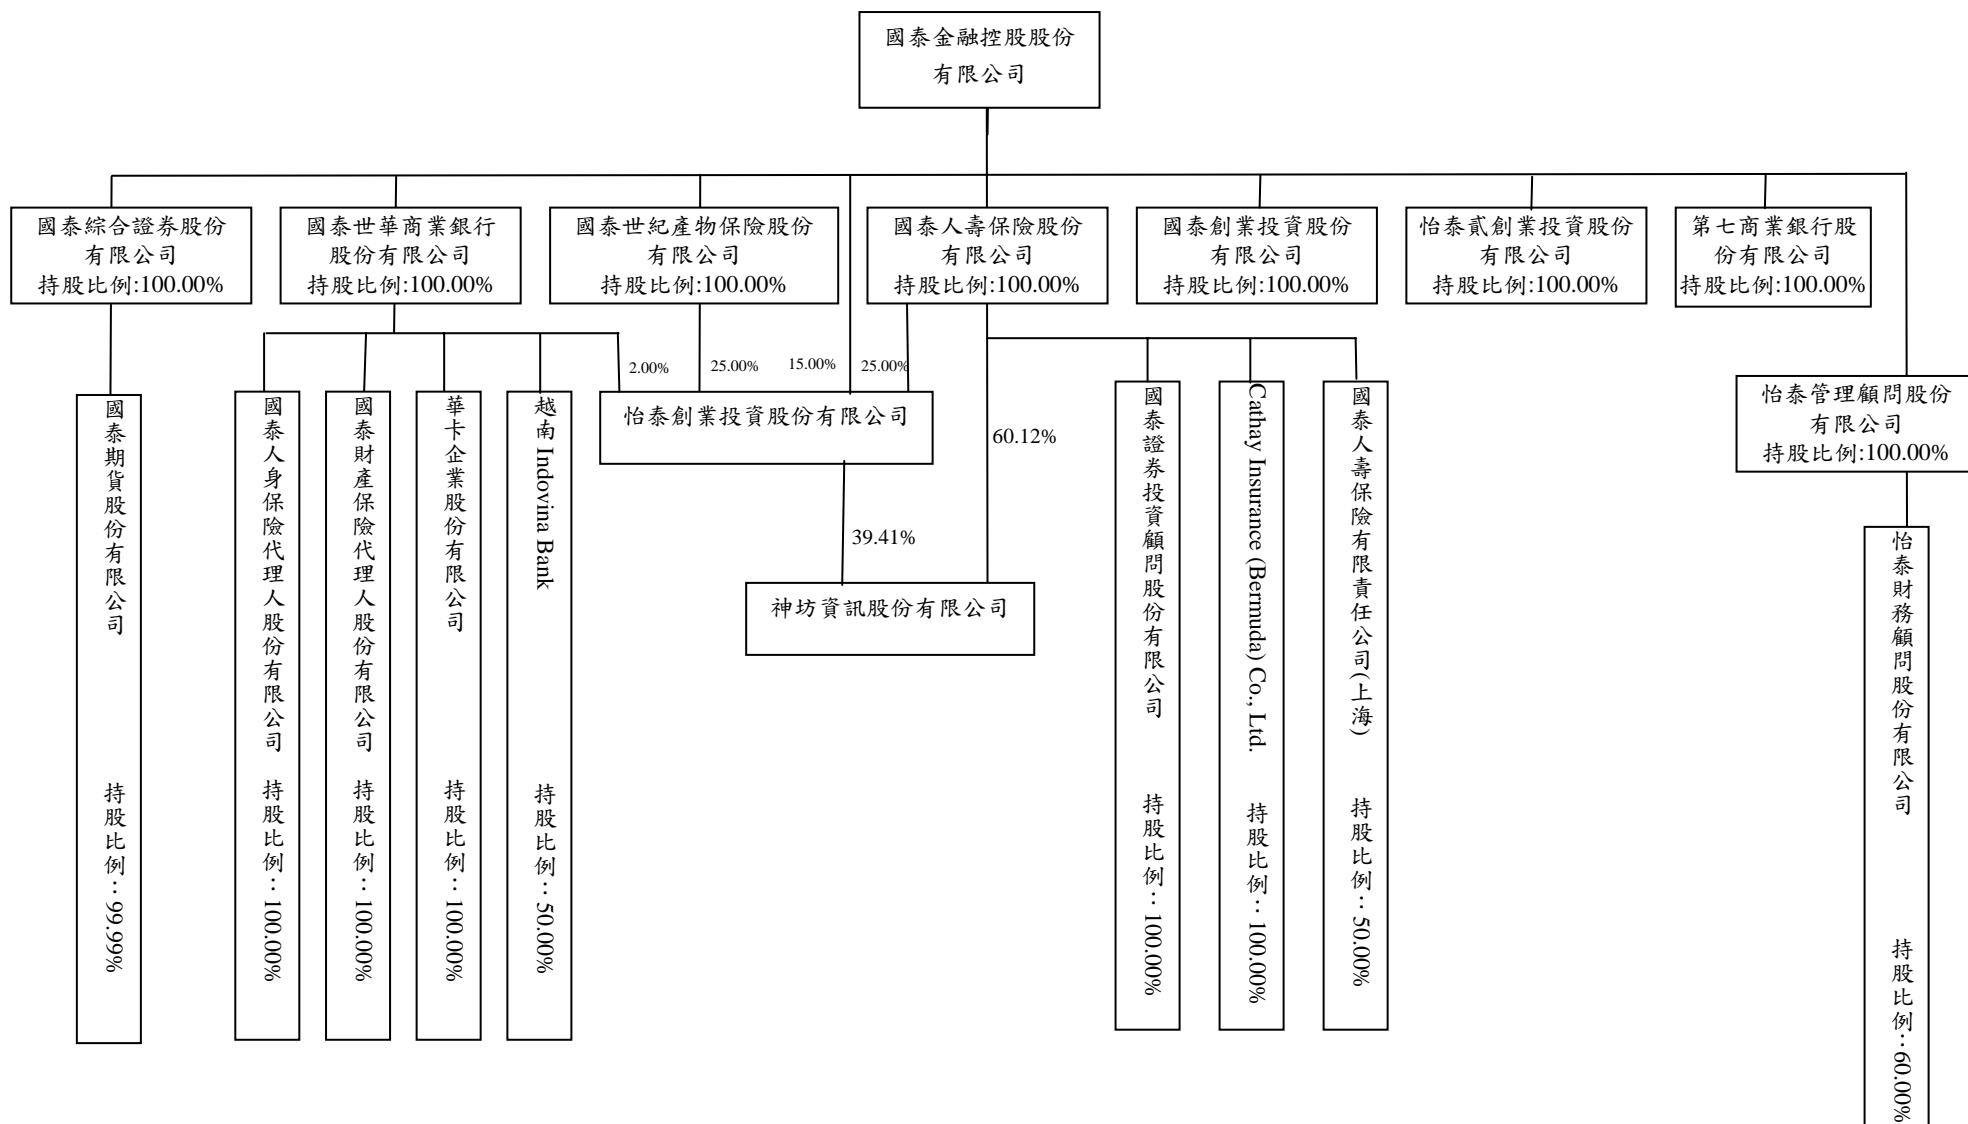 國泰金融控股股份
有限公司
國泰綜合證券股份
有限公司
持股比例:100.00%
國泰世華商業銀行
股份有限公司
持股比例:100.00%
國泰世紀產物保險股份
有限公司
持股比例:100.00%
國泰人壽保險股份
有限公司
持股比例:100.00%
國泰創業投資股份
有限公司
持股比例:100.00%
怡泰貳創業投資股份
有限公司
持股比例:100.00%
第七商業銀行股
份有限公司
持股比例:100.00%
2.00%
25.00%
15.00%
25.00%
怡泰管理顧問股份
有限公司
持股比例:100.00%
怡泰創業投資股份有限公司
60.12%
39.41%
神坊資訊股份有限公司
國泰期貨股份有限公司 持股比例:99.99%
國泰人身保險代理人股份有限公司 持股比例:100.00%
國泰財產保險代理人股份有限公司 持股比例:100.00%
華卡企業股份有限公司 持股比例:100.00%
越南 Indovina Bank 持股比例:50.00%
國泰證券投資顧問股份有限公司 持股比例:100.00%
Cathay Insurance (Bermuda) Co., Ltd. 持股比例:100.00%
國泰人壽保險有限責任公司(上海) 持股比例:50.00%
怡泰財務顧問股份有限公司 持股比例:60.00%